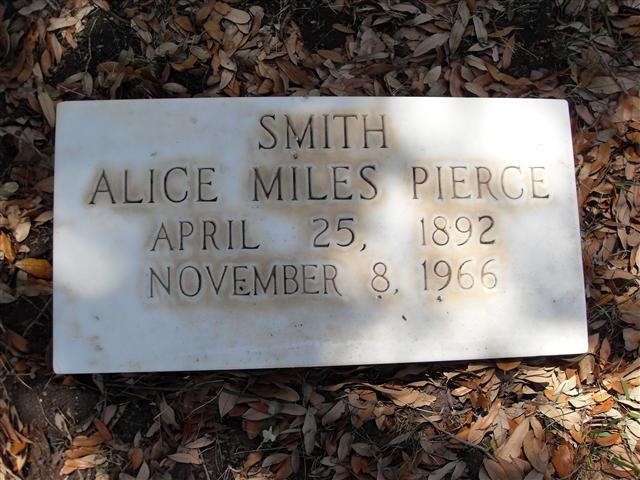 SMITH
ALICE MILES PIERCE
APRIL 25, 1892
NOVEMBER 8, 1966